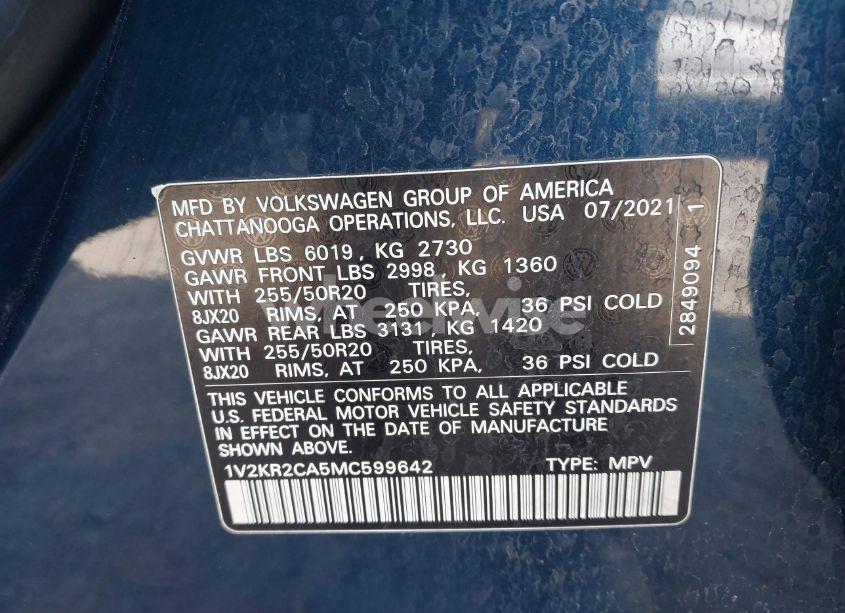 MFD BY VOLKSWAGEN GROUP OF AMERICA
CHATTANOOGA OPERATIONS, LLC. USA 07/2021
GVWR LBS 6019, KG 2730
GAWR FRONT LBS 2998, KG 1360
WITH 255/50R20 TIRES,
8JX20 RIMS, AT 250 KPA, 36 PSI COLD
GAWR REAR LBS 3131, KG 1420
WITH 255/50R20 TIRES,
8JX20 RIMS, AT 250 KPA, 36 PSI COLD
THIS VEHICLE CONFORMS TO ALL APPLICABLE
U.S. FEDERAL MOTOR VEHICLE SAFETY STANDARDS
IN EFFECT ON THE DATE OF MANUFACTURE
SHOWN ABOVE.
1V2KR2CA5MC599642 TYPE: MPV
2849094 1